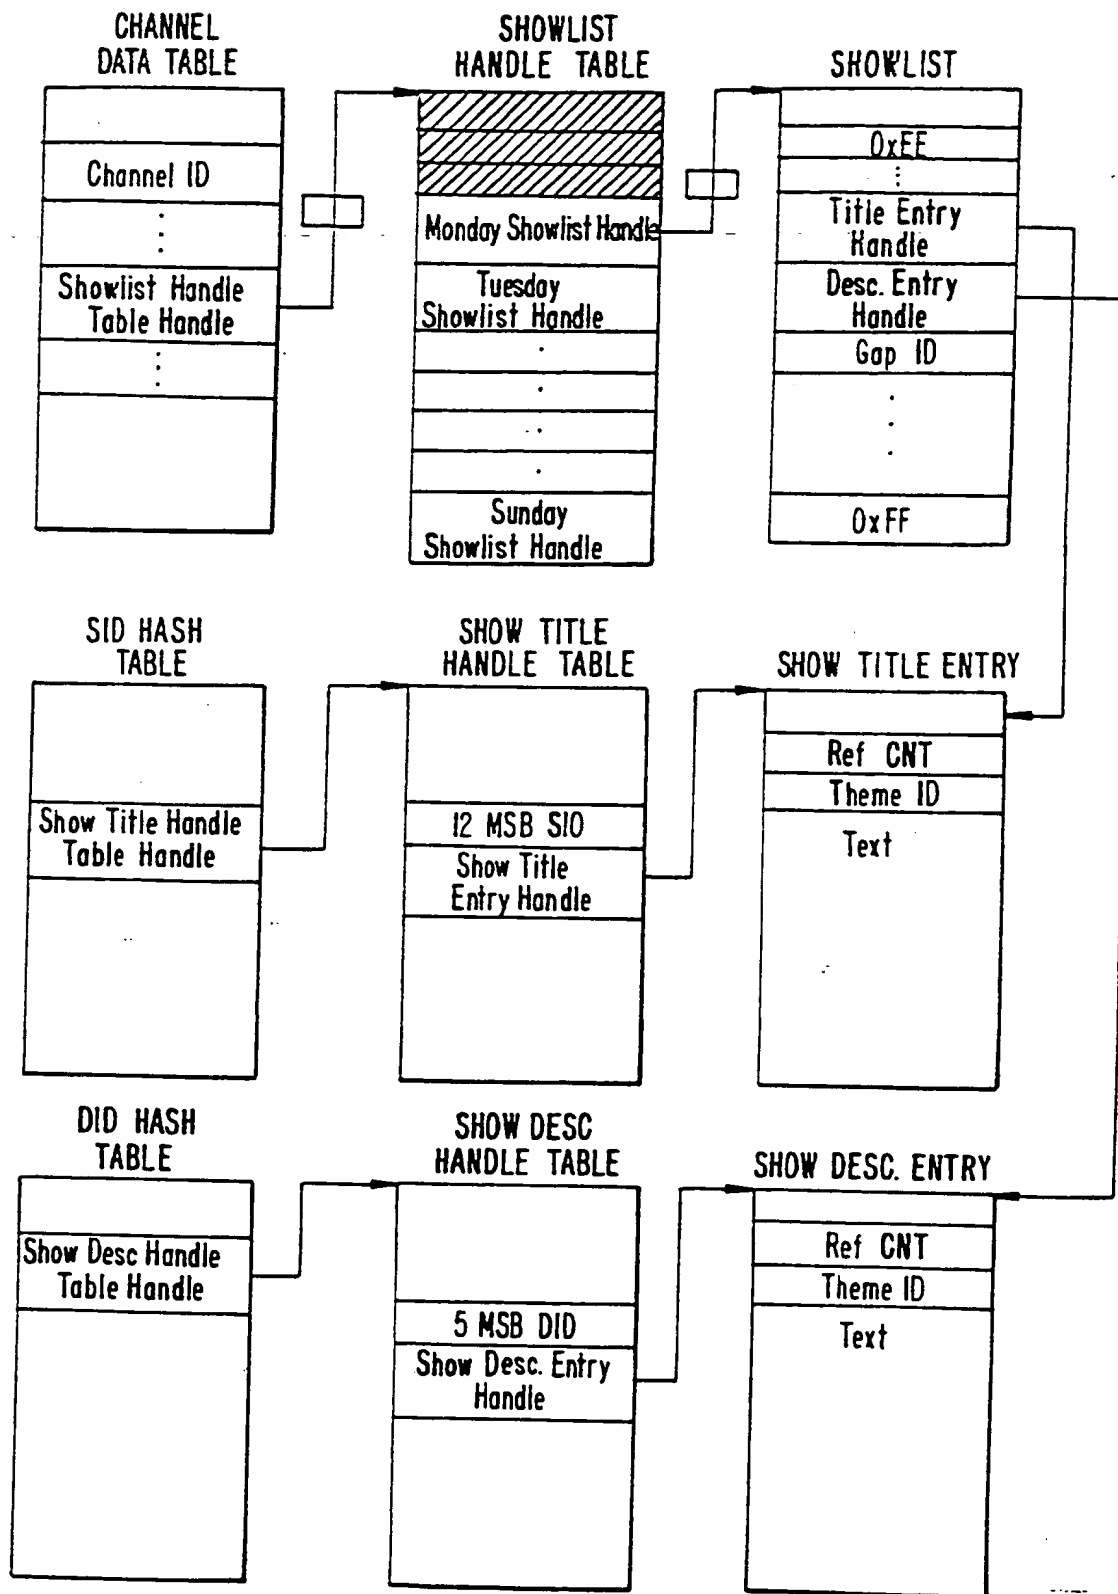 CHANNEL
DATA TABLE
Channel ID
Showlist Handle
Table Handle
SHOWLIST
HANDLE TABLE
Monday Showlist Handle
Tuesday
Showlist Handle
Sunday
Showlist Handle
SHOWLIST
0xEE
Title Entry
Handle
Desc. Entry
Handle
Gap ID
0xFF
SID HASH
TABLE
Show Title Handle
Table Handle
SHOW TITLE
HANDLE TABLE
12 MSB SIO
Show Title
Entry Handle
SHOW TITLE ENTRY
Ref CNT
Theme ID
Text
DID HASH
TABLE
Show Desc Handle
Table Handle
SHOW DESC
HANDLE TABLE
5 MSB DID
Show Desc. Entry
Handle
SHOW DESC. ENTRY
Ref CNT
Theme ID
Text